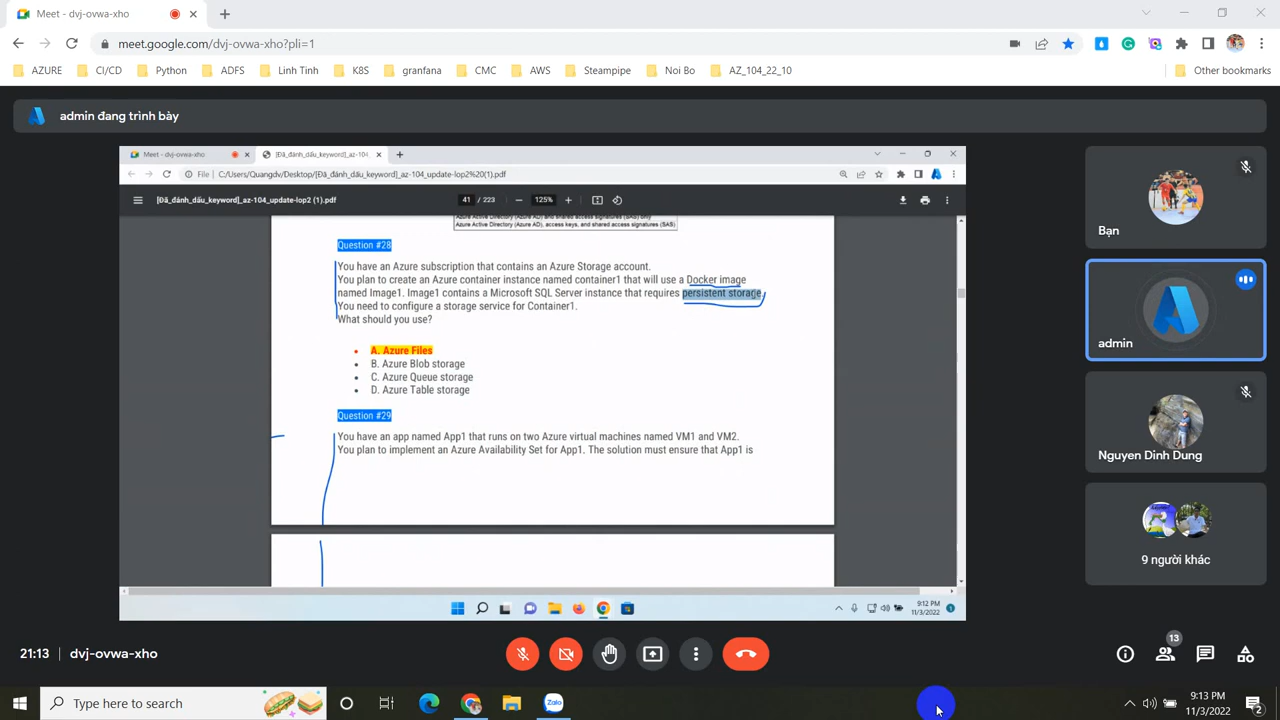 Meet - dvj-ovwa-xho
meet.google.com/dvj-ovwa-xho?pli=1
AZURE CI/CD Python ADFS Linh Tinh K8S granfana CMC AWS Steampipe Noi Bo AZ_104_22_10 Other bookmarks
admin đang trình bày
Meet - dvj-ovwa-xho [Đã_đánh_dấu_keyword]_az-104_
File C:/Users/Quangdv/Desktop/[Đã_đánh_dấu_keyword]_az-104_update-lop2%20(1).pdf
[Đã_đánh_dấu_keyword]_az-104_update-lop2 (1).pdf 41 / 223 125%
Azure Active Directory (Azure AD) and shared access signatures (SAS) only
Azure Active Directory (Azure AD), access keys, and shared access signatures (SAS)
Question #28
You have an Azure subscription that contains an Azure Storage account.
You plan to create an Azure container instance named container1 that will use a Docker image
named Image1. Image1 contains a Microsoft SQL Server instance that requires persistent storage.
You need to configure a storage service for Container1.
What should you use?
• A. Azure Files
• B. Azure Blob storage
• C. Azure Queue storage
• D. Azure Table storage
Question #29
You have an app named App1 that runs on two Azure virtual machines named VM1 and VM2.
You plan to implement an Azure Availability Set for App1. The solution must ensure that App1 is
9:12 PM
11/3/2022
1
Bạn
admin
Nguyen Dinh Dung
9 người khác
21:13 dvj-ovwa-xho
13
Type here to search
Zalo
9:13 PM
11/3/2022
2